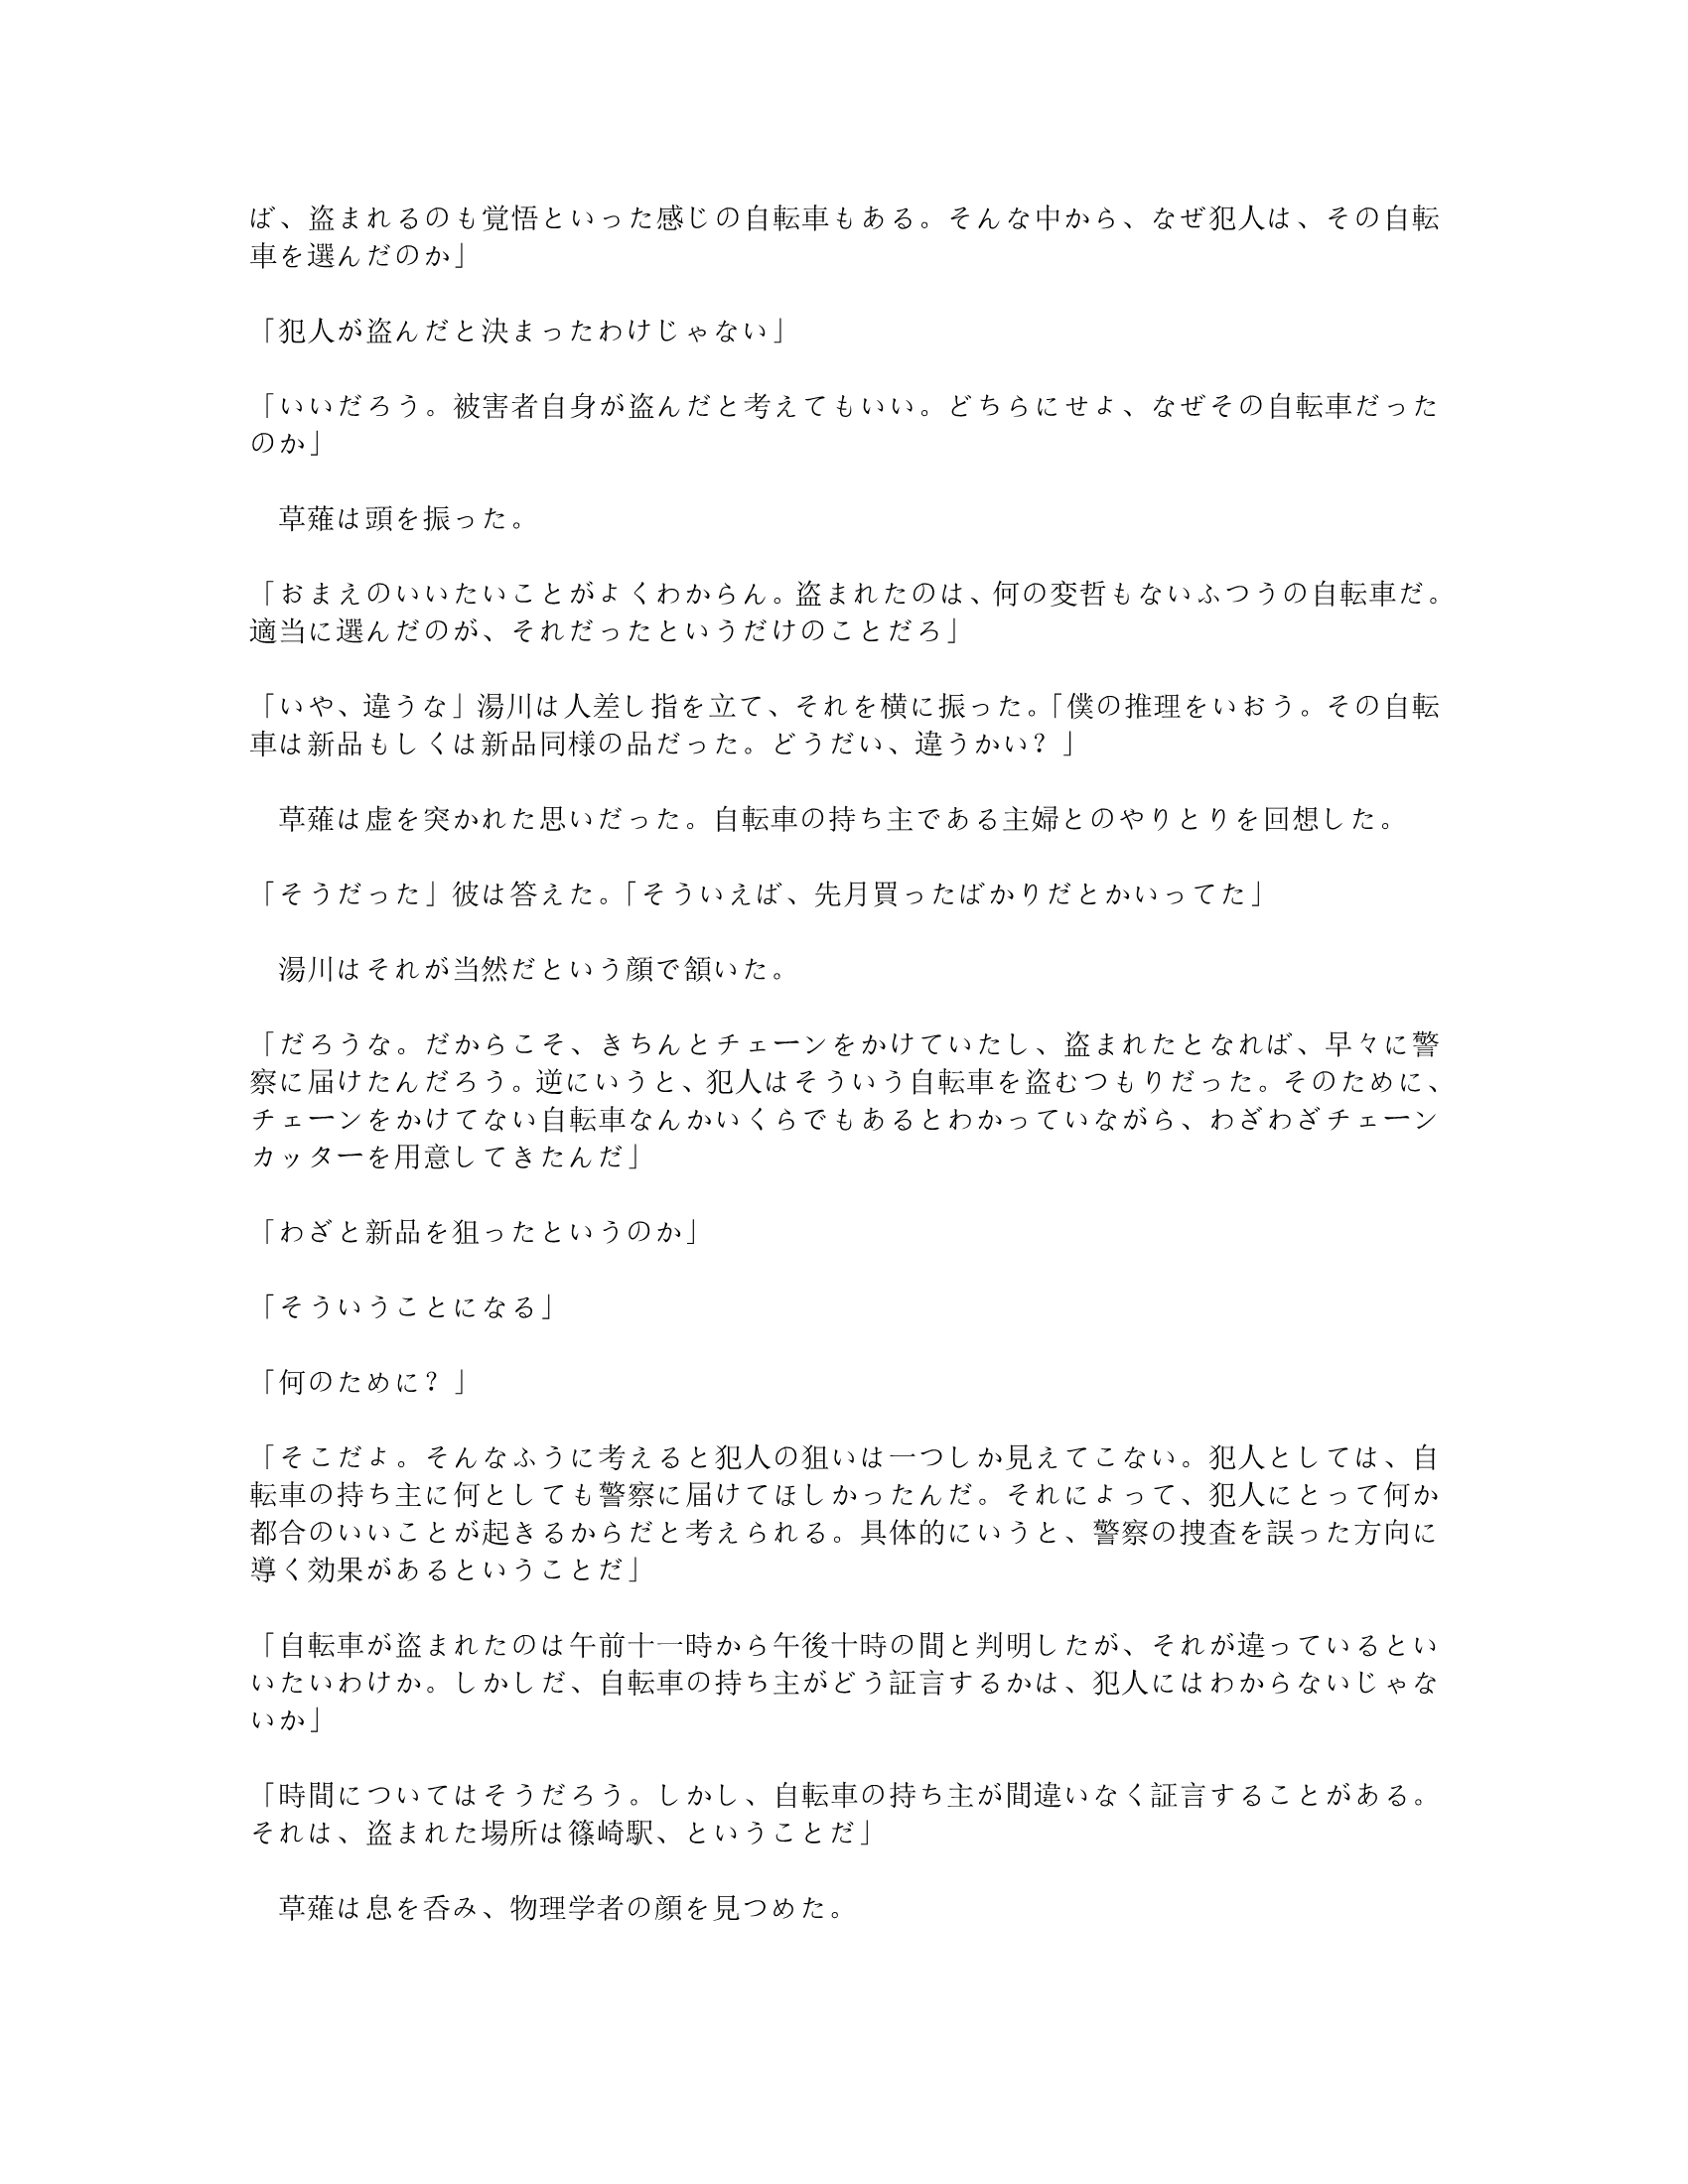 ば、盗まれるのも覚悟といった感じの自転車もある。そんな中から、なぜ犯人は、その自転
車を選んだのか」
「犯人が盗んだと決まったわけじゃない」
「いいだろう。被害者自身が盗んだと考えてもいい。どちらにせよ、なぜその自転車だった
のか」
　草薙は頭を振った。
「おまえのいいたいことがよくわからん。盗まれたのは、何の変哲もないふつうの自転車だ。
適当に選んだのが、それだったというだけのことだろ」
「いや、違うな」湯川は人差し指を立て、それを横に振った。「僕の推理をいおう。その自転
車は新品もしくは新品同様の品だった。どうだい、違うかい？」
　草薙は虚を突かれた思いだった。自転車の持ち主である主婦とのやりとりを回想した。
「そうだった」彼は答えた。「そういえば、先月買ったばかりだとかいってた」
　湯川はそれが当然だという顔で頷いた。
「だろうな。だからこそ、きちんとチェーンをかけていたし、盗まれたとなれば、早々に警
察に届けたんだろう。逆にいうと、犯人はそういう自転車を盗むつもりだった。そのために、
チェーンをかけてない自転車なんかいくらでもあるとわかっていながら、わざわざチェーン
カッターを用意してきたんだ」
「わざと新品を狙ったというのか」
「そういうことになる」
「何のために？」
「そこだよ。そんなふうに考えると犯人の狙いは一つしか見えてこない。犯人としては、自
転車の持ち主に何としても警察に届けてほしかったんだ。それによって、犯人にとって何か
都合のいいことが起きるからだと考えられる。具体的にいうと、警察の捜査を誤った方向に
導く効果があるということだ」
「自転車が盗まれたのは午前十一時から午後十時の間と判明したが、それが違っているとい
いたいわけか。しかしだ、自転車の持ち主がどう証言するかは、犯人にはわからないじゃな
いか」
「時間についてはそうだろう。しかし、自転車の持ち主が間違いなく証言することがある。
それは、盗まれた場所は篠崎駅、ということだ」
　草薙は息を呑み、物理学者の顔を見つめた。